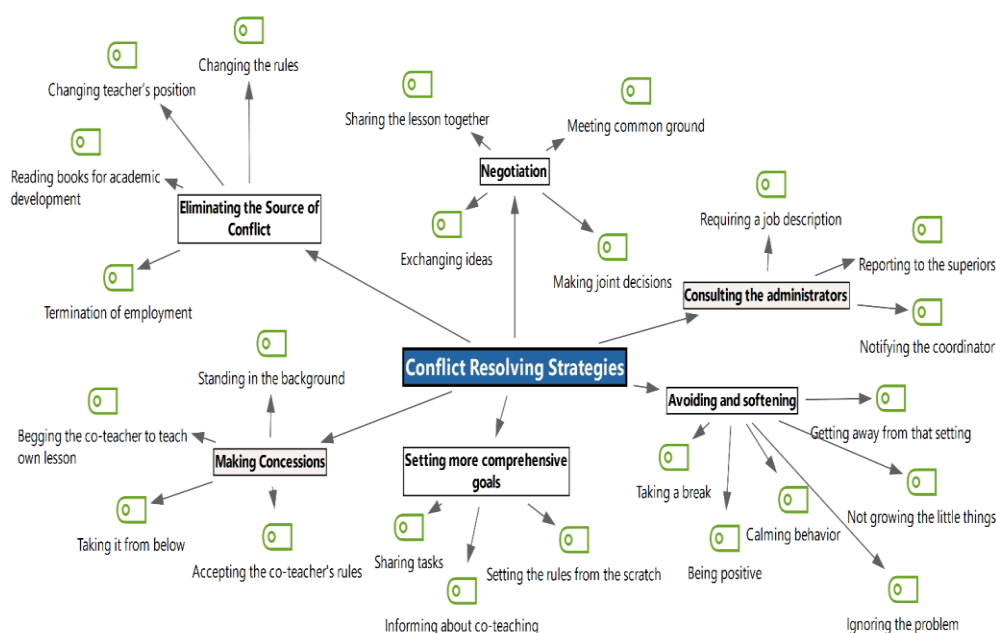 Changing the rules
Changing teacher's position
Reading books for academic
development
Eliminating the Source of
Conflict
Termination of employment
Sharing the lesson together
Meeting common ground
Negotiation
Exchanging ideas
Making joint decisions
Requiring a job description
Reporting to the superiors
Consulting the administrators
Notifying the coordinator
Conflict Resolving Strategies
Standing in the background
Begging the co-teacher to teach
own lesson
Making Concessions
Taking it from below
Accepting the co-teacher's rules
Setting more comprehensive
goals
Sharing tasks
Setting the rules from the scratch
Informing about co-teaching
Avoiding and softening
Getting away from that setting
Taking a break
Not growing the little things
Calming behavior
Being positive
Ignoring the problem